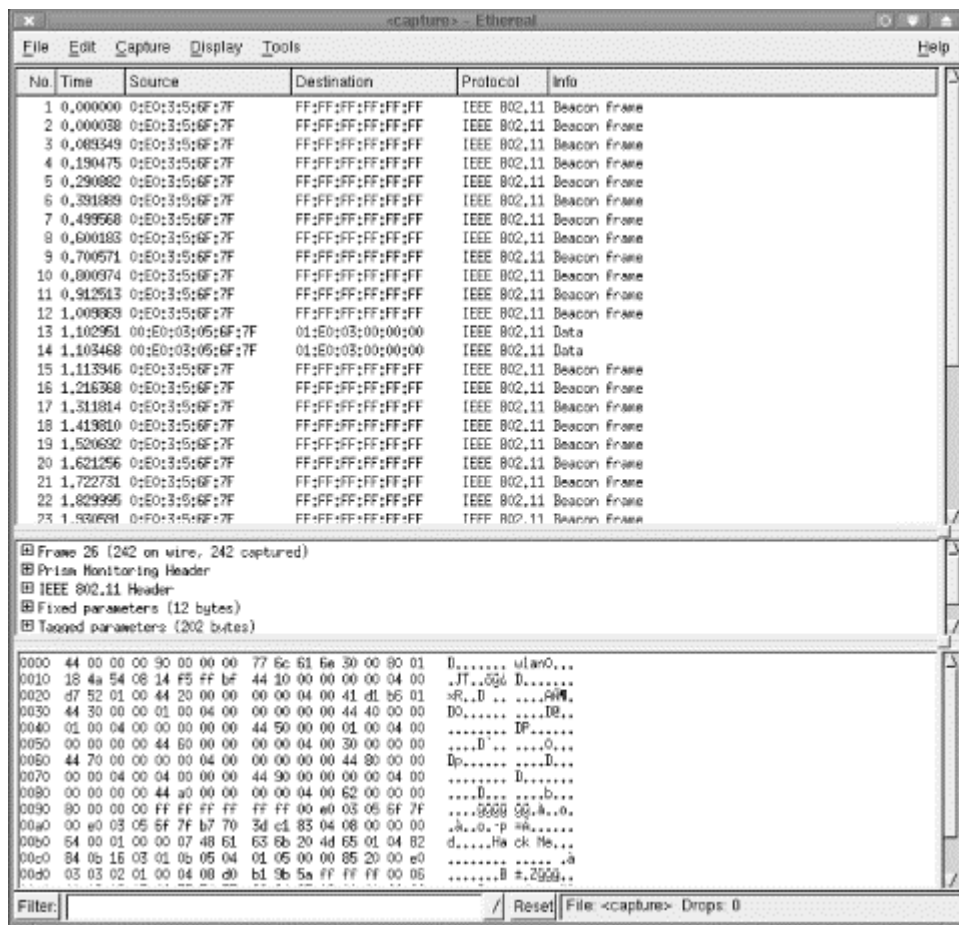 <capture> - Ethereal
File Edit Capture Display Tools Help
No. Time Source Destination Protocol Info
1 0.000000 0:E0:3:5:6F:7F FF:FF:FF:FF:FF:FF IEEE 802.11 Beacon frame
2 0.000038 0:E0:3:5:6F:7F FF:FF:FF:FF:FF:FF IEEE 802.11 Beacon frame
3 0.089349 0:E0:3:5:6F:7F FF:FF:FF:FF:FF:FF IEEE 802.11 Beacon frame
4 0.190475 0:E0:3:5:6F:7F FF:FF:FF:FF:FF:FF IEEE 802.11 Beacon frame
5 0.290882 0:E0:3:5:6F:7F FF:FF:FF:FF:FF:FF IEEE 802.11 Beacon frame
6 0.391889 0:E0:3:5:6F:7F FF:FF:FF:FF:FF:FF IEEE 802.11 Beacon frame
7 0.499568 0:E0:3:5:6F:7F FF:FF:FF:FF:FF:FF IEEE 802.11 Beacon frame
8 0.600183 0:E0:3:5:6F:7F FF:FF:FF:FF:FF:FF IEEE 802.11 Beacon frame
9 0.700571 0:E0:3:5:6F:7F FF:FF:FF:FF:FF:FF IEEE 802.11 Beacon frame
10 0.800974 0:E0:3:5:6F:7F FF:FF:FF:FF:FF:FF IEEE 802.11 Beacon frame
11 0.912513 0:E0:3:5:6F:7F FF:FF:FF:FF:FF:FF IEEE 802.11 Beacon frame
12 1.009869 0:E0:3:5:6F:7F FF:FF:FF:FF:FF:FF IEEE 802.11 Beacon frame
13 1.102951 00:E0:03:05:6F:7F 01:E0:03:00:00:00 IEEE 802.11 Data
14 1.103468 00:E0:03:05:6F:7F 01:E0:03:00:00:00 IEEE 802.11 Data
15 1.113946 0:E0:3:5:6F:7F FF:FF:FF:FF:FF:FF IEEE 802.11 Beacon frame
16 1.216368 0:E0:3:5:6F:7F FF:FF:FF:FF:FF:FF IEEE 802.11 Beacon frame
17 1.311814 0:E0:3:5:6F:7F FF:FF:FF:FF:FF:FF IEEE 802.11 Beacon frame
18 1.419810 0:E0:3:5:6F:7F FF:FF:FF:FF:FF:FF IEEE 802.11 Beacon frame
19 1.520692 0:E0:3:5:6F:7F FF:FF:FF:FF:FF:FF IEEE 802.11 Beacon frame
20 1.621256 0:E0:3:5:6F:7F FF:FF:FF:FF:FF:FF IEEE 802.11 Beacon frame
21 1.722731 0:E0:3:5:6F:7F FF:FF:FF:FF:FF:FF IEEE 802.11 Beacon frame
22 1.829995 0:E0:3:5:6F:7F FF:FF:FF:FF:FF:FF IEEE 802.11 Beacon frame
23 1.930591 0:E0:3:5:6F:7F FF:FF:FF:FF:FF:FF IEEE 802.11 Beacon frame
Frame 26 (242 on wire, 242 captured)
Prism Monitoring Header
IEEE 802.11 Header
Fixed parameters (12 bytes)
Tagged parameters (202 bytes)
0000 44 00 00 00 90 00 00 00 77 6c 61 6e 30 00 80 01 D....... wlan0...
0010 18 4a 54 08 14 f5 ff bf 44 10 00 00 00 00 04 00 .JT..õÿ¿ D.......
0020 d7 52 01 00 44 20 00 00 00 00 04 00 41 d1 b6 01 ×R..D .. ....AÑ¶.
0030 44 30 00 00 01 00 04 00 00 00 00 00 44 40 00 00 D0...... ....D@..
0040 01 00 04 00 00 00 00 00 44 50 00 00 01 00 04 00 ........ DP......
0050 00 00 00 00 44 60 00 00 00 00 04 00 30 00 00 00 ....D`.. ....0...
0060 44 70 00 00 00 00 04 00 00 00 00 00 44 80 00 00 Dp...... ....D...
0070 00 00 04 00 04 00 00 00 44 90 00 00 00 00 04 00 ........ D.......
0080 00 00 00 00 44 a0 00 00 00 00 04 00 62 00 00 00 ....D... ....b...
0090 80 00 00 00 ff ff ff ff ff ff 00 e0 03 05 6f 7f ....ÿÿÿÿ ÿÿ.à..o.
00a0 00 e0 03 05 6f 7f b7 70 3d c1 83 04 08 00 00 00 .à..o.·p =Á......
00b0 64 00 01 00 00 07 48 61 63 6b 20 4d 65 01 04 82 d.....Ha ck Me...
00c0 84 0b 16 03 01 0b 05 04 01 05 00 00 85 20 00 e0 ........ ..... .à
00d0 03 03 02 01 00 04 08 d0 b1 9b 5a ff ff ff 00 06 .......Ð ±.Zÿÿÿ..
Filter: / Reset File: <capture> Drops: 0